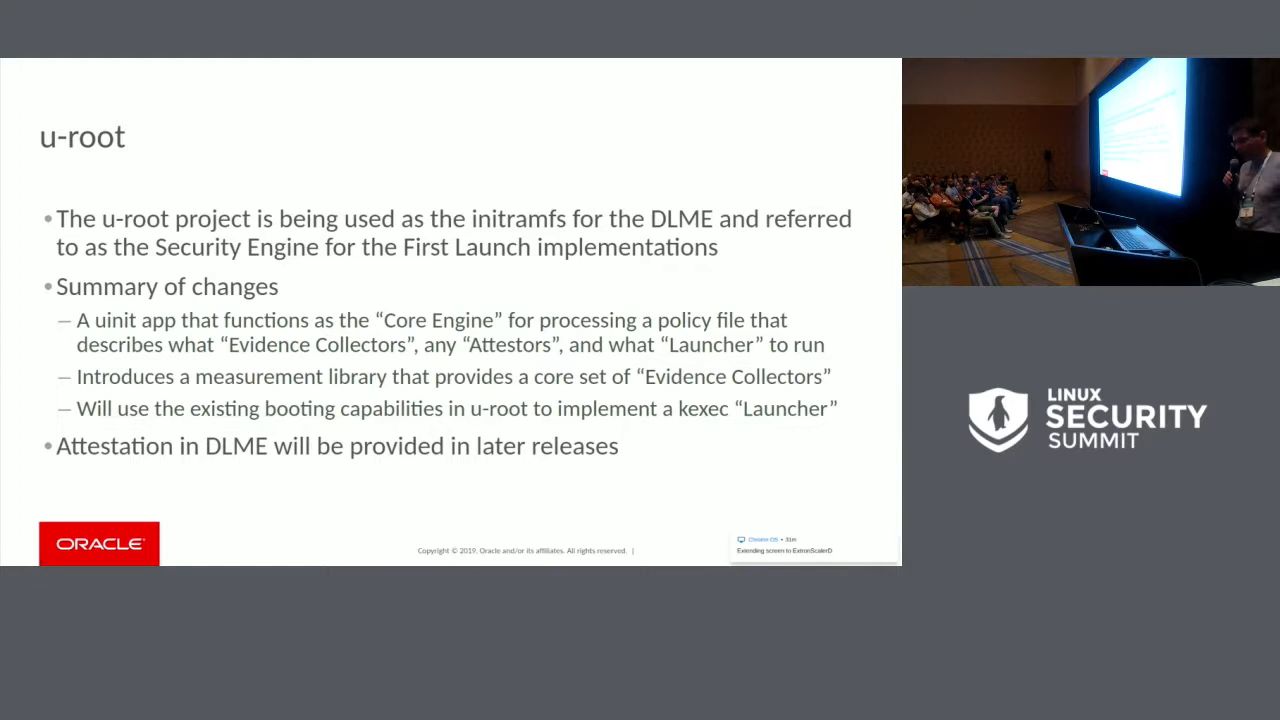 u-root
•The u-root project is being used as the initramfs for the DLME and referred
to as the Security Engine for the First Launch implementations
•Summary of changes
– A uinit app that functions as the “Core Engine” for processing a policy file that
describes what “Evidence Collectors”, any “Attestors”, and what “Launcher” to run
– Introduces a measurement library that provides a core set of “Evidence Collectors”
– Will use the existing booting capabilities in u-root to implement a kexec “Launcher”
•Attestation in DLME will be provided in later releases
ORACLE
Copyright © 2019, Oracle and/or its affiliates. All rights reserved. |
Chrome OS • 31m
Extending screen to ExtronScalerD
LINUX
SECURITY
SUMMIT